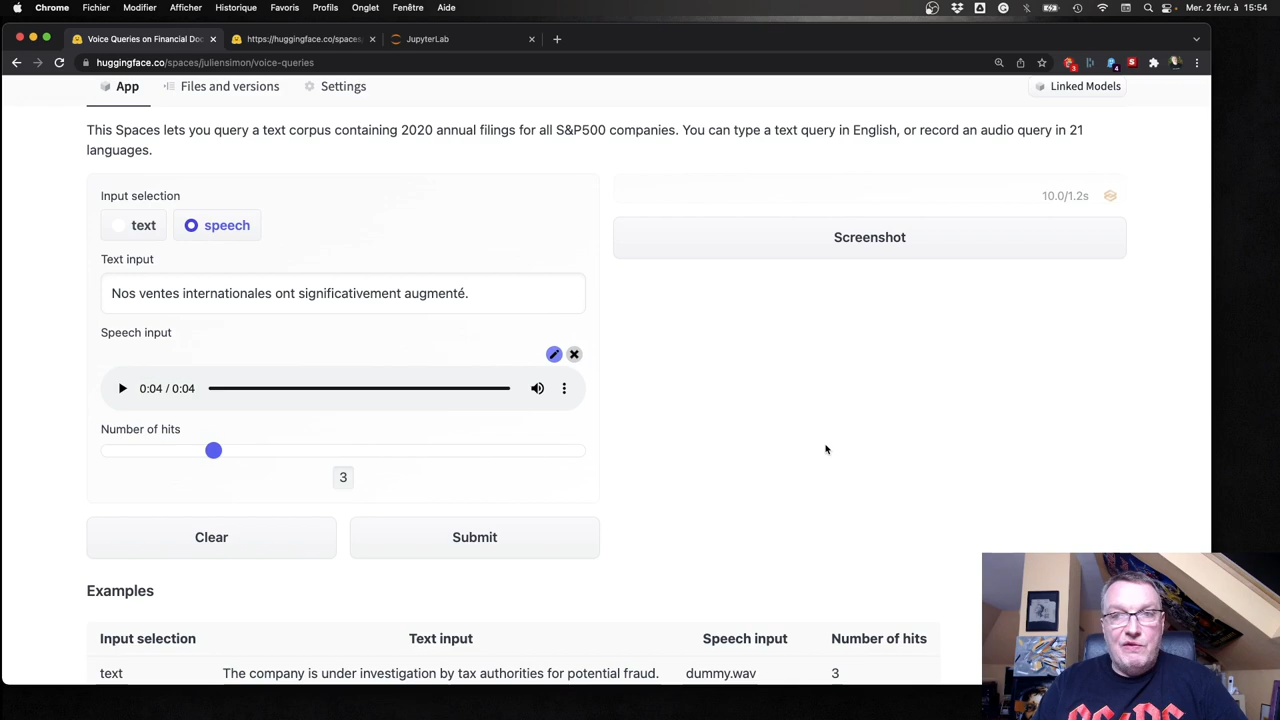 Chrome Fichier Modifier Afficher Historique Favoris Profils Onglet Fenêtre Aide Mer. 2 févr. à 15:54
Voice Queries on Financial Doc https://huggingface.co/spaces JupyterLab
huggingface.co/spaces/juliensimon/voice-queries
App Files and versions Settings Linked Models
This Spaces lets you query a text corpus containing 2020 annual filings for all S&P500 companies. You can type a text query in English, or record an audio query in 21
languages.
Input selection
text speech
Text input
Nos ventes internationales ont significativement augmenté.
Speech input
0:04 / 0:04
Number of hits
3
Clear Submit
10.0/1.2s
Screenshot
Examples
Input selection Text input Speech input Number of hits
text The company is under investigation by tax authorities for potential fraud. dummy.wav 3